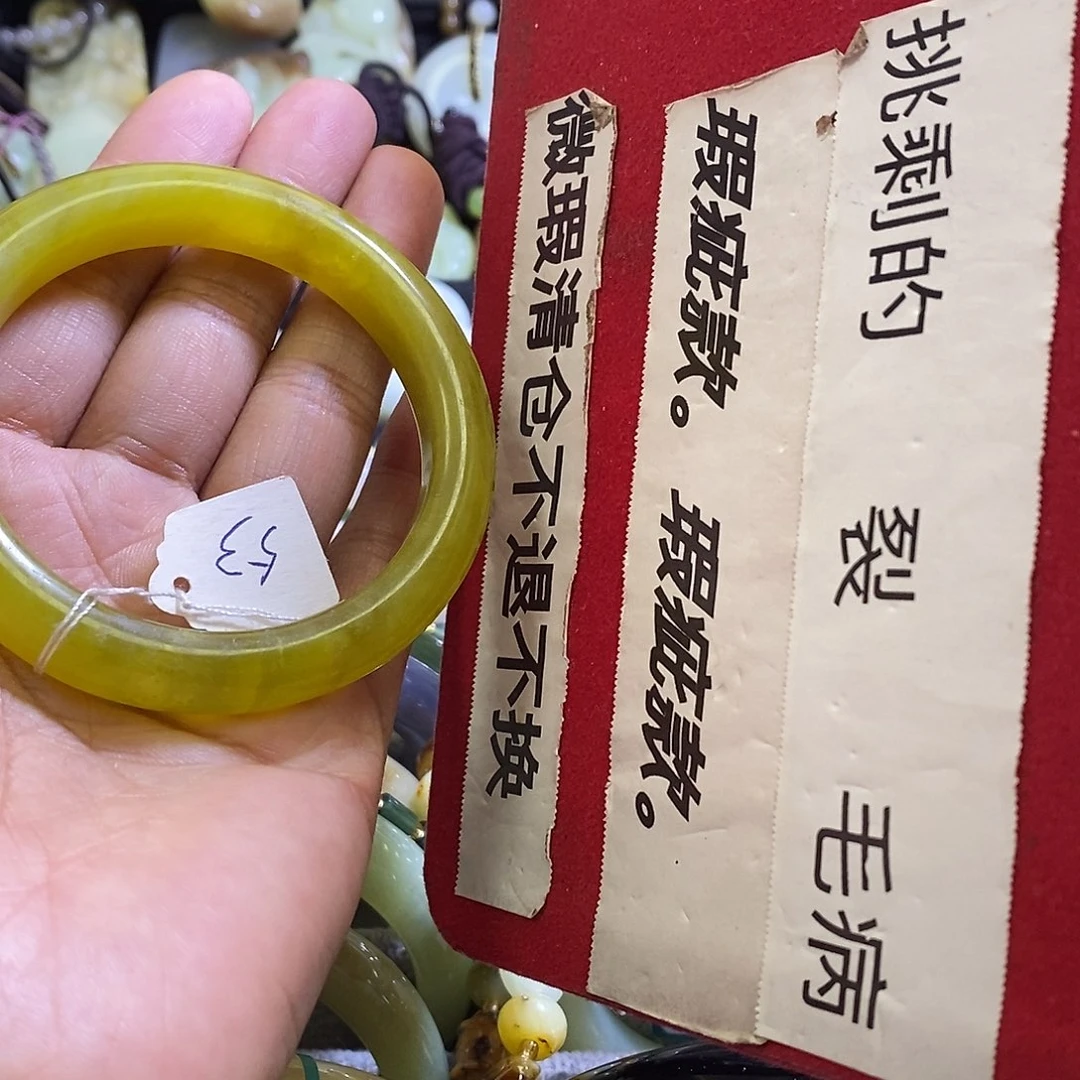 挑剩的 裂 毛病
瑕疵款。瑕疵款。
微瑕清仓不退不换
53